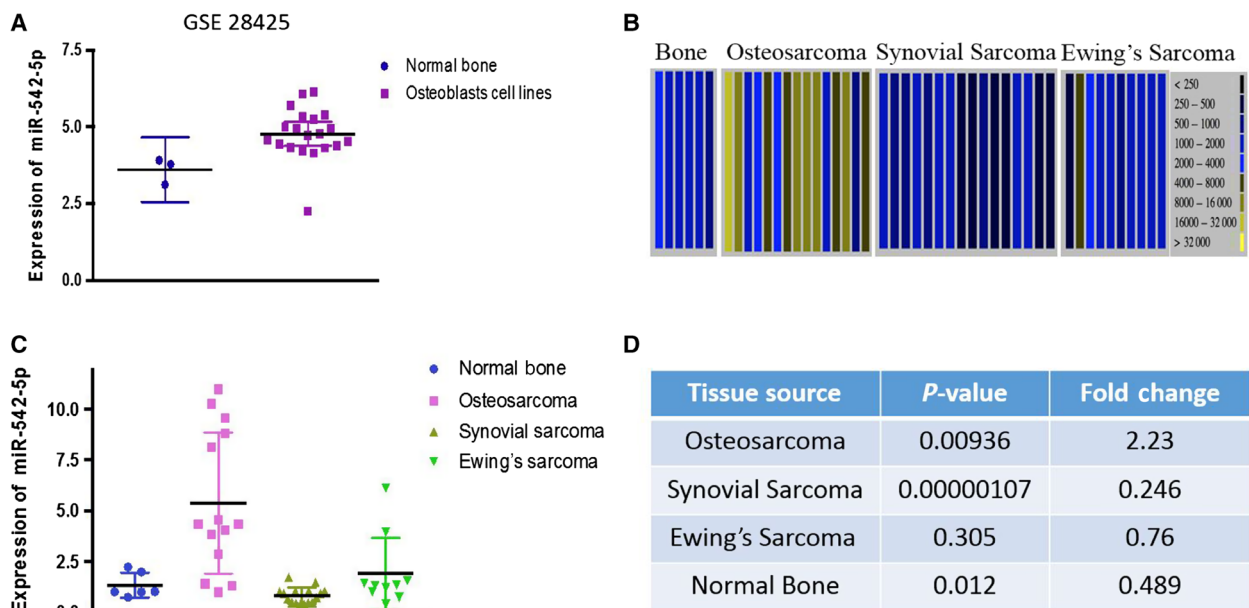 A
GSE 28425
Expression of miR-542-5p
7.5
5.0
2.5
0.0
Normal bone
Osteoblasts cell lines
B
Bone Osteosarcoma Synovial Sarcoma Ewing's Sarcoma
< 250
250 – 500
500 – 1000
1000 – 2000
2000 – 4000
4000 – 8000
8000 – 16 000
16000 – 32 000
> 32 000
C
Expression of miR-542-5p
10.0
7.5
5.0
2.5
Normal bone
Osteosarcoma
Synovial sarcoma
Ewing's sarcoma
D
Tissue source P-value Fold change
Osteosarcoma 0.00936 2.23
Synovial Sarcoma 0.00000107 0.246
Ewing's Sarcoma 0.305 0.76
Normal Bone 0.012 0.489